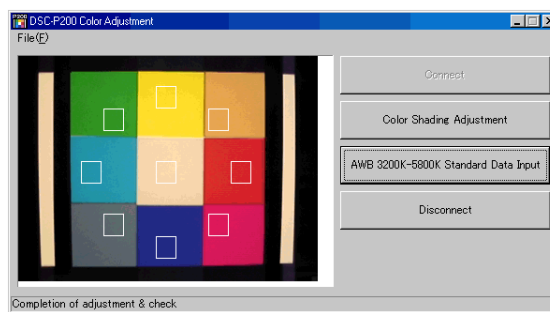 DSC-P200 Color Adjustment
File(F)
Connect
Color Shading Adjustment
AWB 3200K-5800K Standard Data Input
Disconnect
Completion of adjustment & check